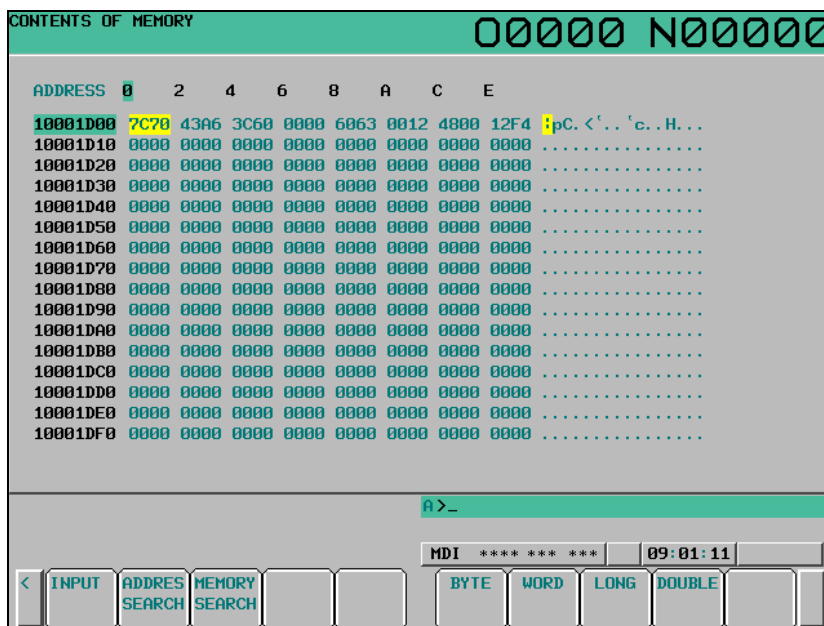 CONTENTS OF MEMORY O0000 N00000
ADDRESS 0 2 4 6 8 A C E
10001D00 7C70 43A6 3C60 0000 6063 0012 4800 12F4 |pC.<`..`c..H...
10001D10 0000 0000 0000 0000 0000 0000 0000 0000 ................
10001D20 0000 0000 0000 0000 0000 0000 0000 0000 ................
10001D30 0000 0000 0000 0000 0000 0000 0000 0000 ................
10001D40 0000 0000 0000 0000 0000 0000 0000 0000 ................
10001D50 0000 0000 0000 0000 0000 0000 0000 0000 ................
10001D60 0000 0000 0000 0000 0000 0000 0000 0000 ................
10001D70 0000 0000 0000 0000 0000 0000 0000 0000 ................
10001D80 0000 0000 0000 0000 0000 0000 0000 0000 ................
10001D90 0000 0000 0000 0000 0000 0000 0000 0000 ................
10001DA0 0000 0000 0000 0000 0000 0000 0000 0000 ................
10001DB0 0000 0000 0000 0000 0000 0000 0000 0000 ................
10001DC0 0000 0000 0000 0000 0000 0000 0000 0000 ................
10001DD0 0000 0000 0000 0000 0000 0000 0000 0000 ................
10001DE0 0000 0000 0000 0000 0000 0000 0000 0000 ................
10001DF0 0000 0000 0000 0000 0000 0000 0000 0000 ................
A>_
MDI **** *** *** 09:01:11
< INPUT ADDRES MEMORY BYTE WORD LONG DOUBLE
SEARCH SEARCH